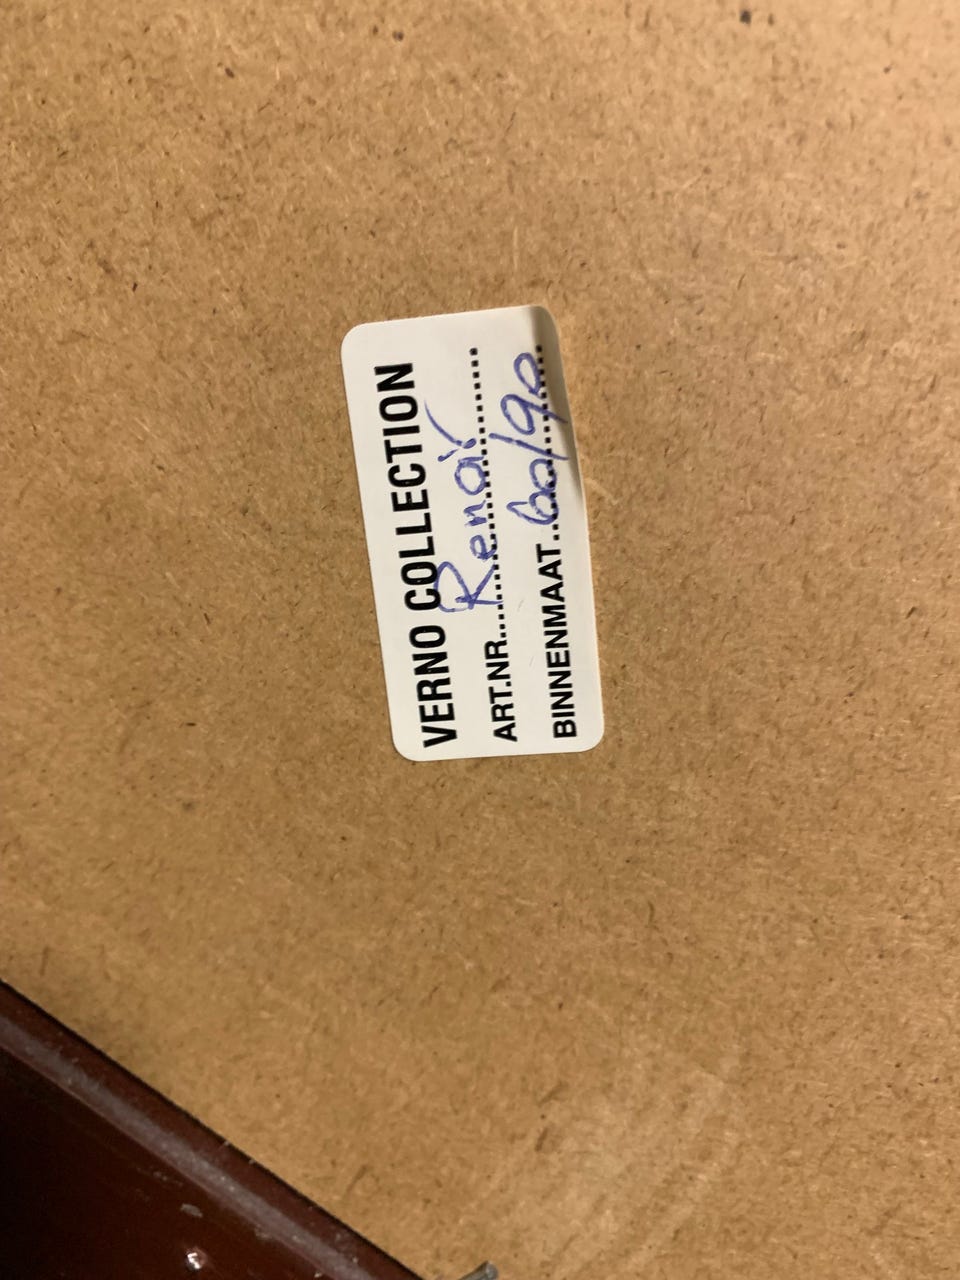 VERNO COLLECTION
ART.NR. Renoir
BINNENMAAT. 60/90